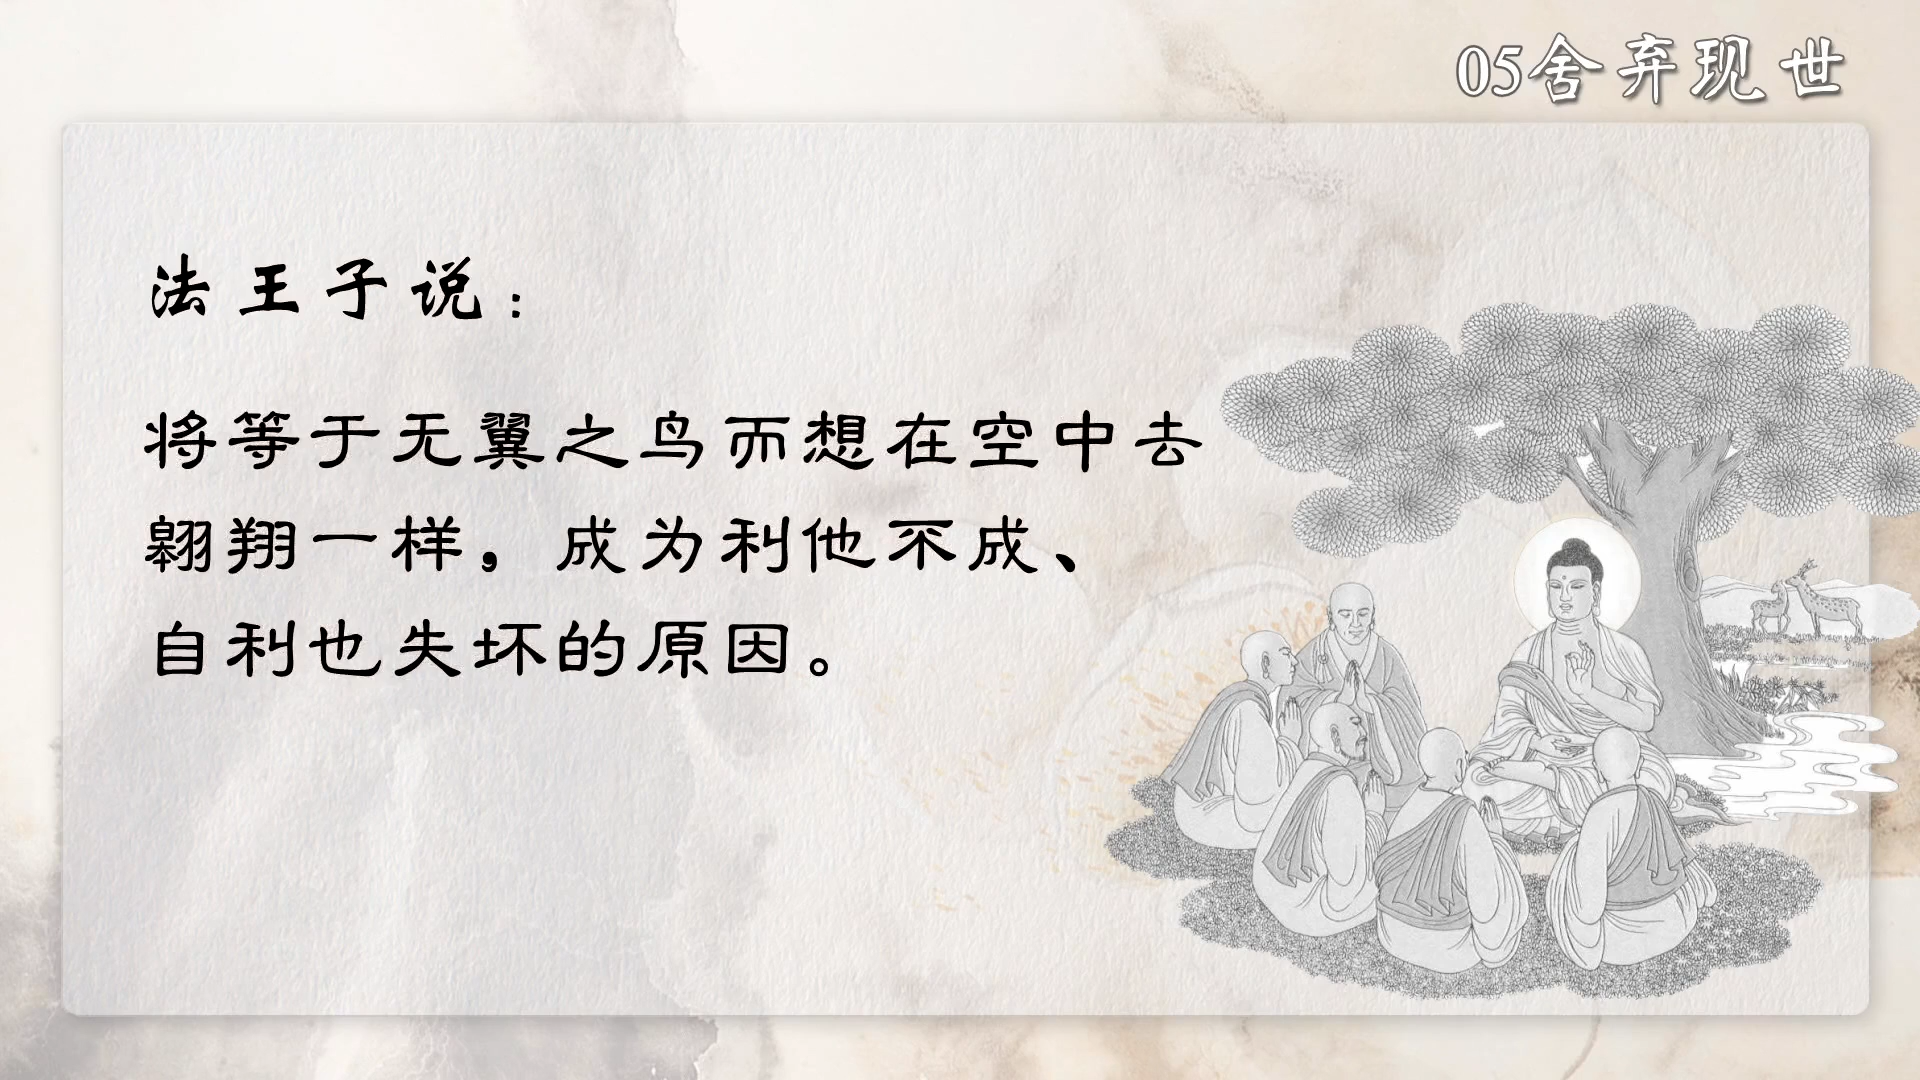 05舍弃现世
法王子说：
将等于无翼之鸟而想在空中去
翱翔一样，成为利他不成、
自利也失坏的原因。